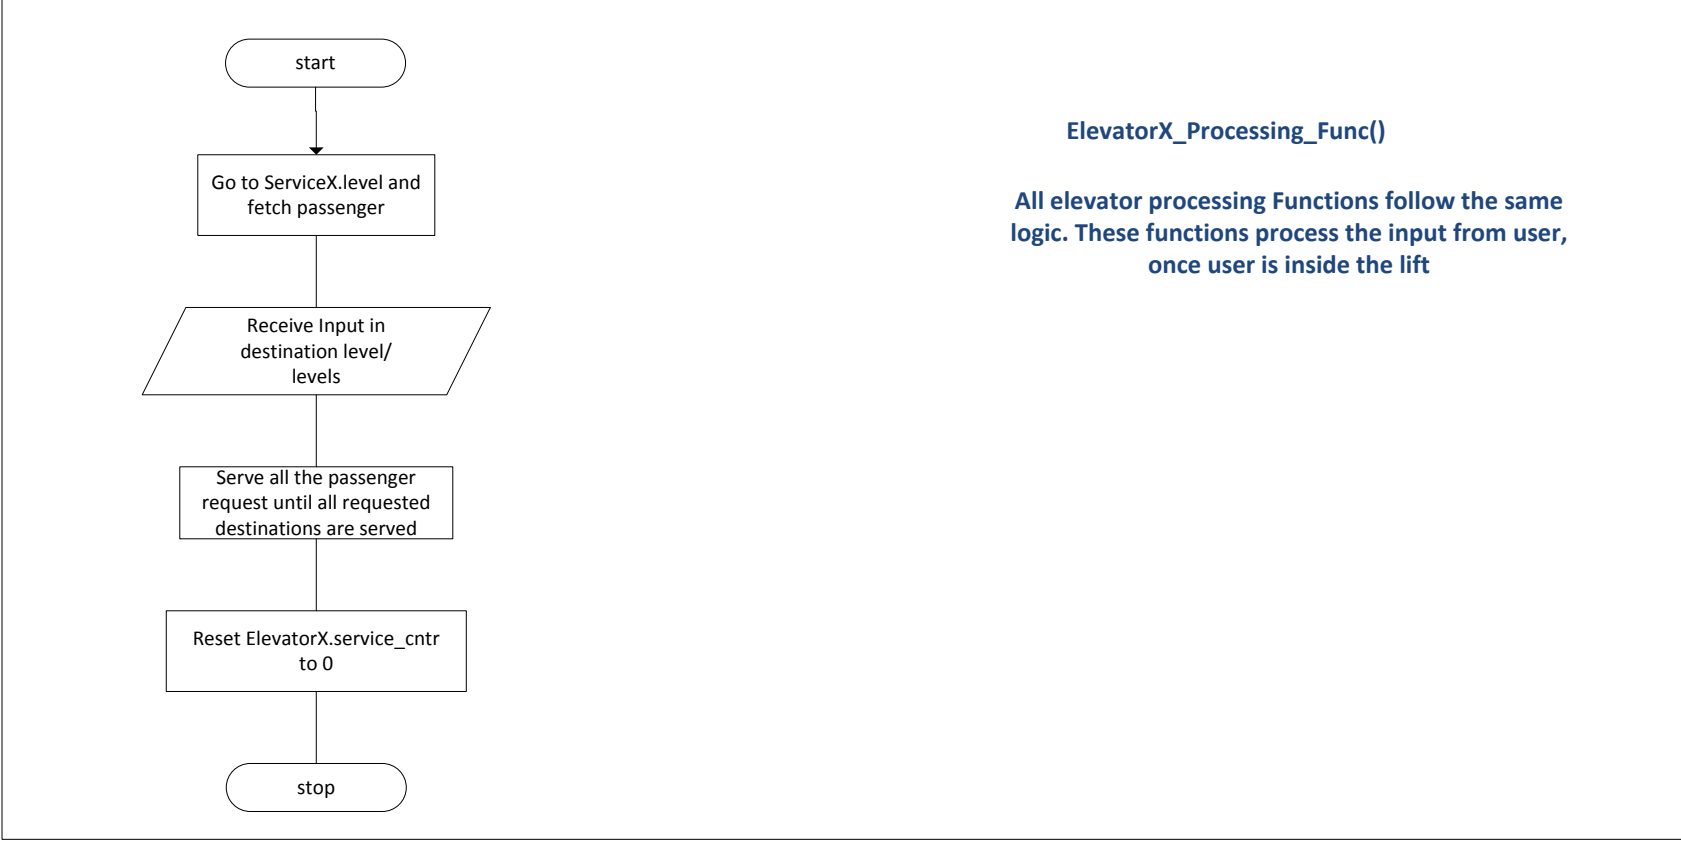 start
Go to ServiceX.level and
fetch passenger
Receive Input in
destination level/
levels
Serve all the passenger
request until all requested
destinations are served
Reset ElevatorX.service_cntr
to 0
stop
ElevatorX_Processing_Func()
All elevator processing Functions follow the same
logic. These functions process the input from user,
once user is inside the lift